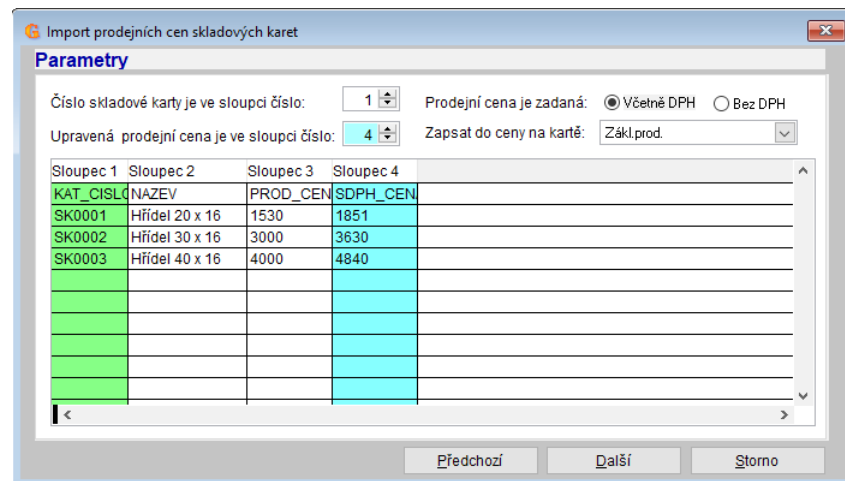 Import prodejních cen skladových karet
Parametry
Číslo skladové karty je ve sloupci číslo: 1 Prodejní cena je zadaná: Včetně DPH Bez DPH
Upravená prodejní cena je ve sloupci číslo: 4 Zapsat do ceny na kartě: Zákl.prod.
Sloupec 1 Sloupec 2 Sloupec 3 Sloupec 4
KAT_CISLO NAZEV PROD_CEN SDPH_CEN
SK0001 Hřídel 20 x 16 1530 1851
SK0002 Hřídel 30 x 16 3000 3630
SK0003 Hřídel 40 x 16 4000 4840
Předchozí Další Storno